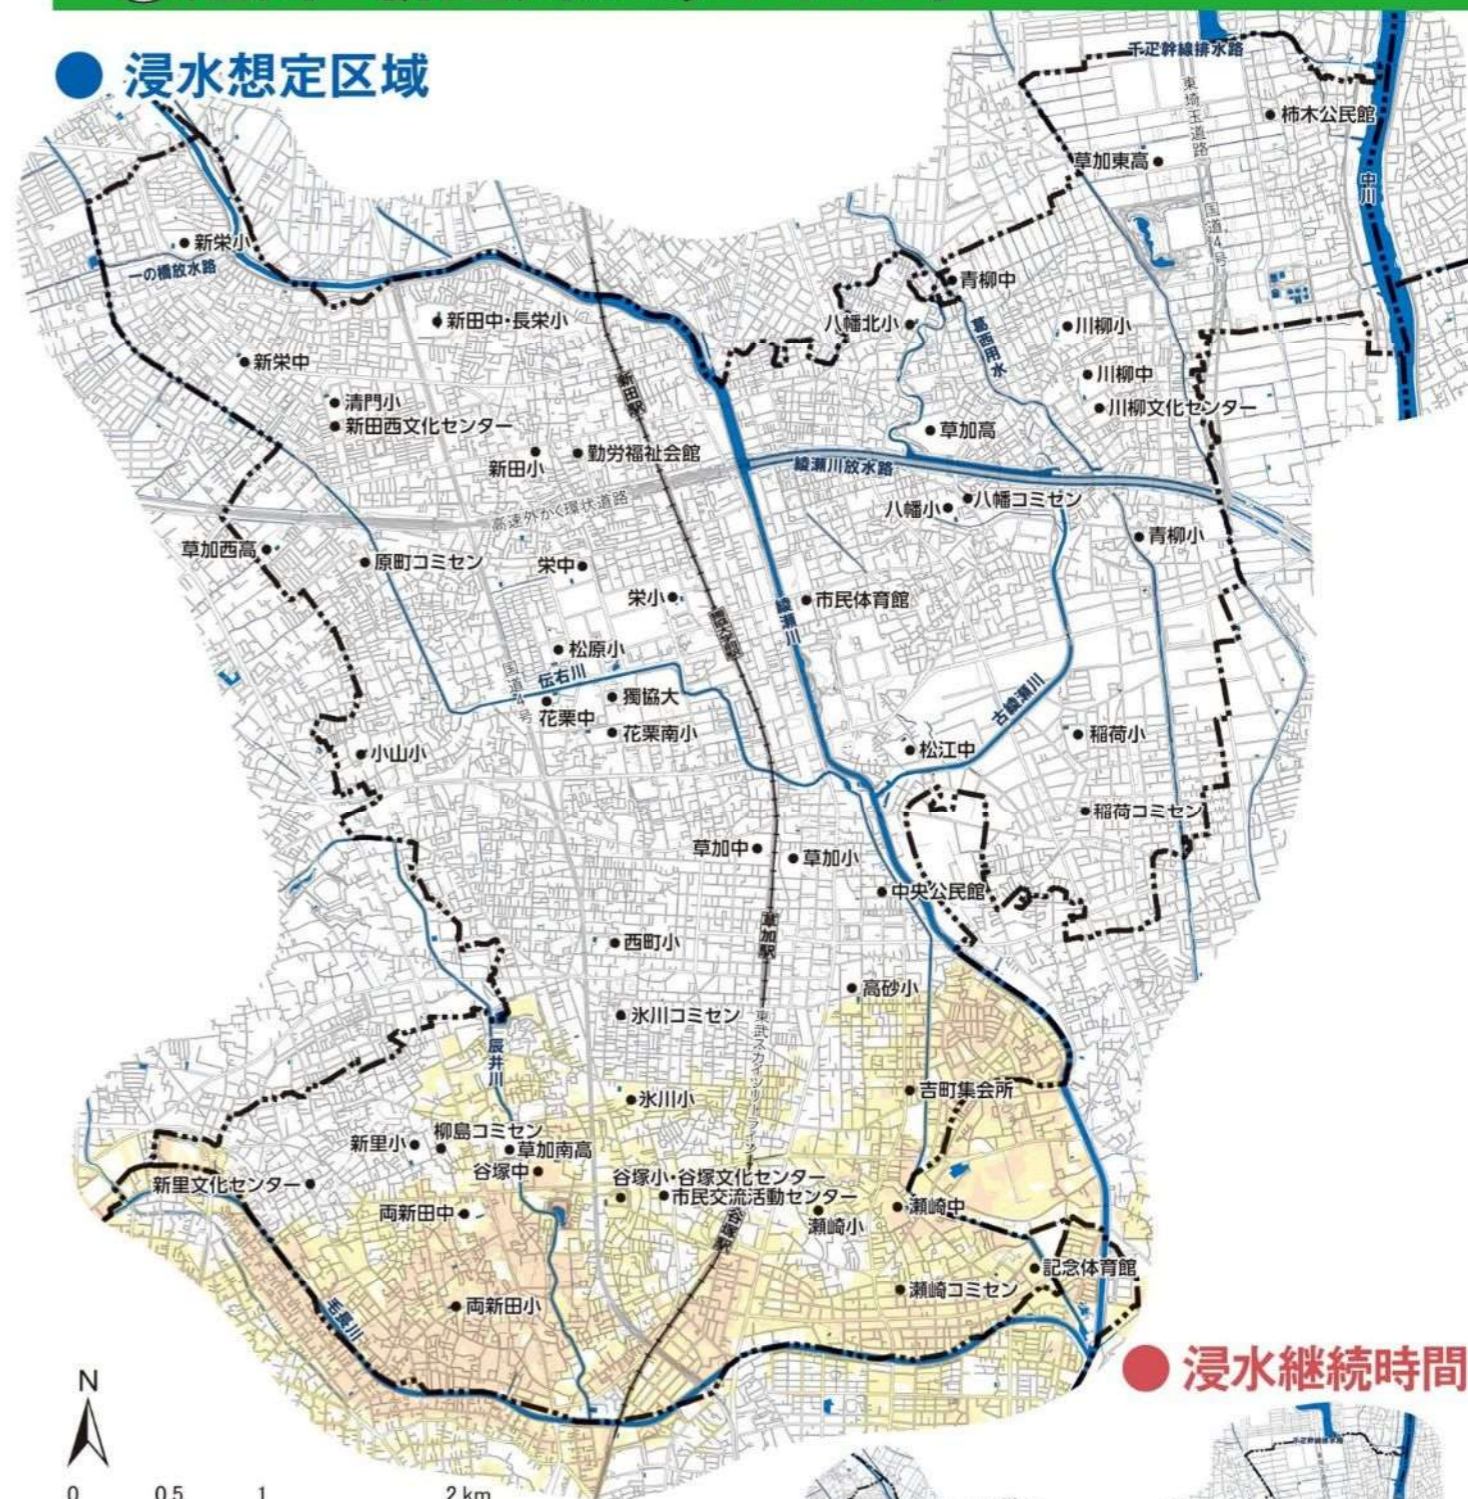 浸水想定区域
千疋幹線排水路
東埼玉道路
柿木公民館
草加東高
中川
国道4号
新栄小
一の橋放水路
青柳中
新田中・長栄小
八幡北小
葛西用水
川柳小
新栄中
川柳中
新田駅
清門小
川柳文化センター
新田西文化センター
草加高
新田小
勤労福祉会館
綾瀬川放水路
八幡コミセン
八幡小
高速外かく環状道路
青柳小
草加西高
原町コミセン
栄中
栄小
市民体育館
綾瀬川
松原小
国道4号
伝右川
獨協大
花栗中
花栗南小
古綾瀬川
稲荷小
松江中
小山小
稲荷コミセン
草加中
草加小
中央公民館
草加駅
西町小
高砂小
氷川コミセン
東武スカイツリーライン
辰井川
氷川小
吉町集会所
柳島コミセン
新里小
草加南高
谷塚中
谷塚小・谷塚文化センター
新里文化センター
市民交流活動センター
両新田中
瀬崎中
瀬崎小
谷塚駅
記念体育館
瀬崎コミセン
両新田小
毛長川
浸水継続時間
N
0 0.5 1 2 km
千疋幹線排水路